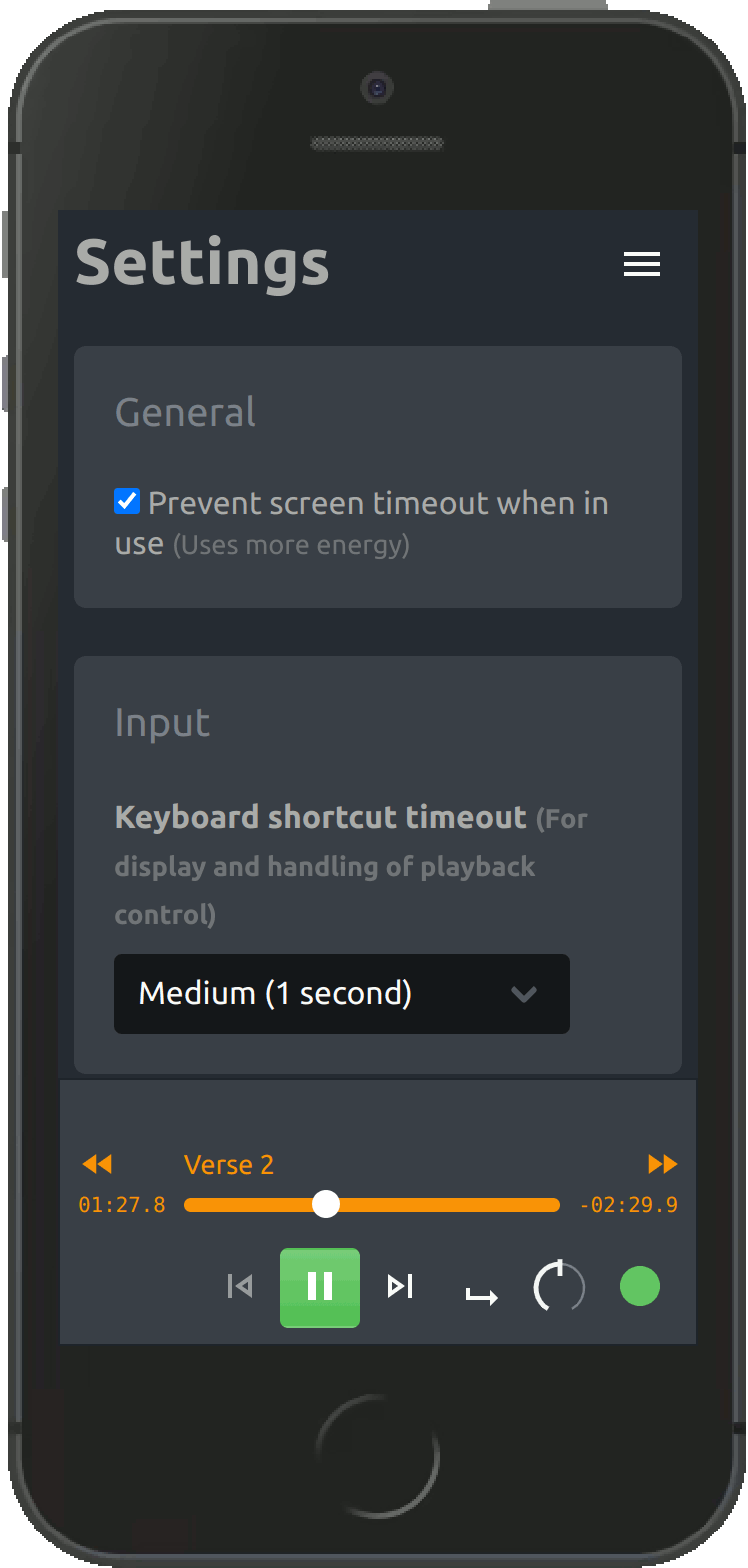 Settings
General
Prevent screen timeout when in
use (Uses more energy)
Input
Keyboard shortcut timeout (For
display and handling of playback
control)
Medium (1 second)
Verse 2
01:27.8 -02:29.9